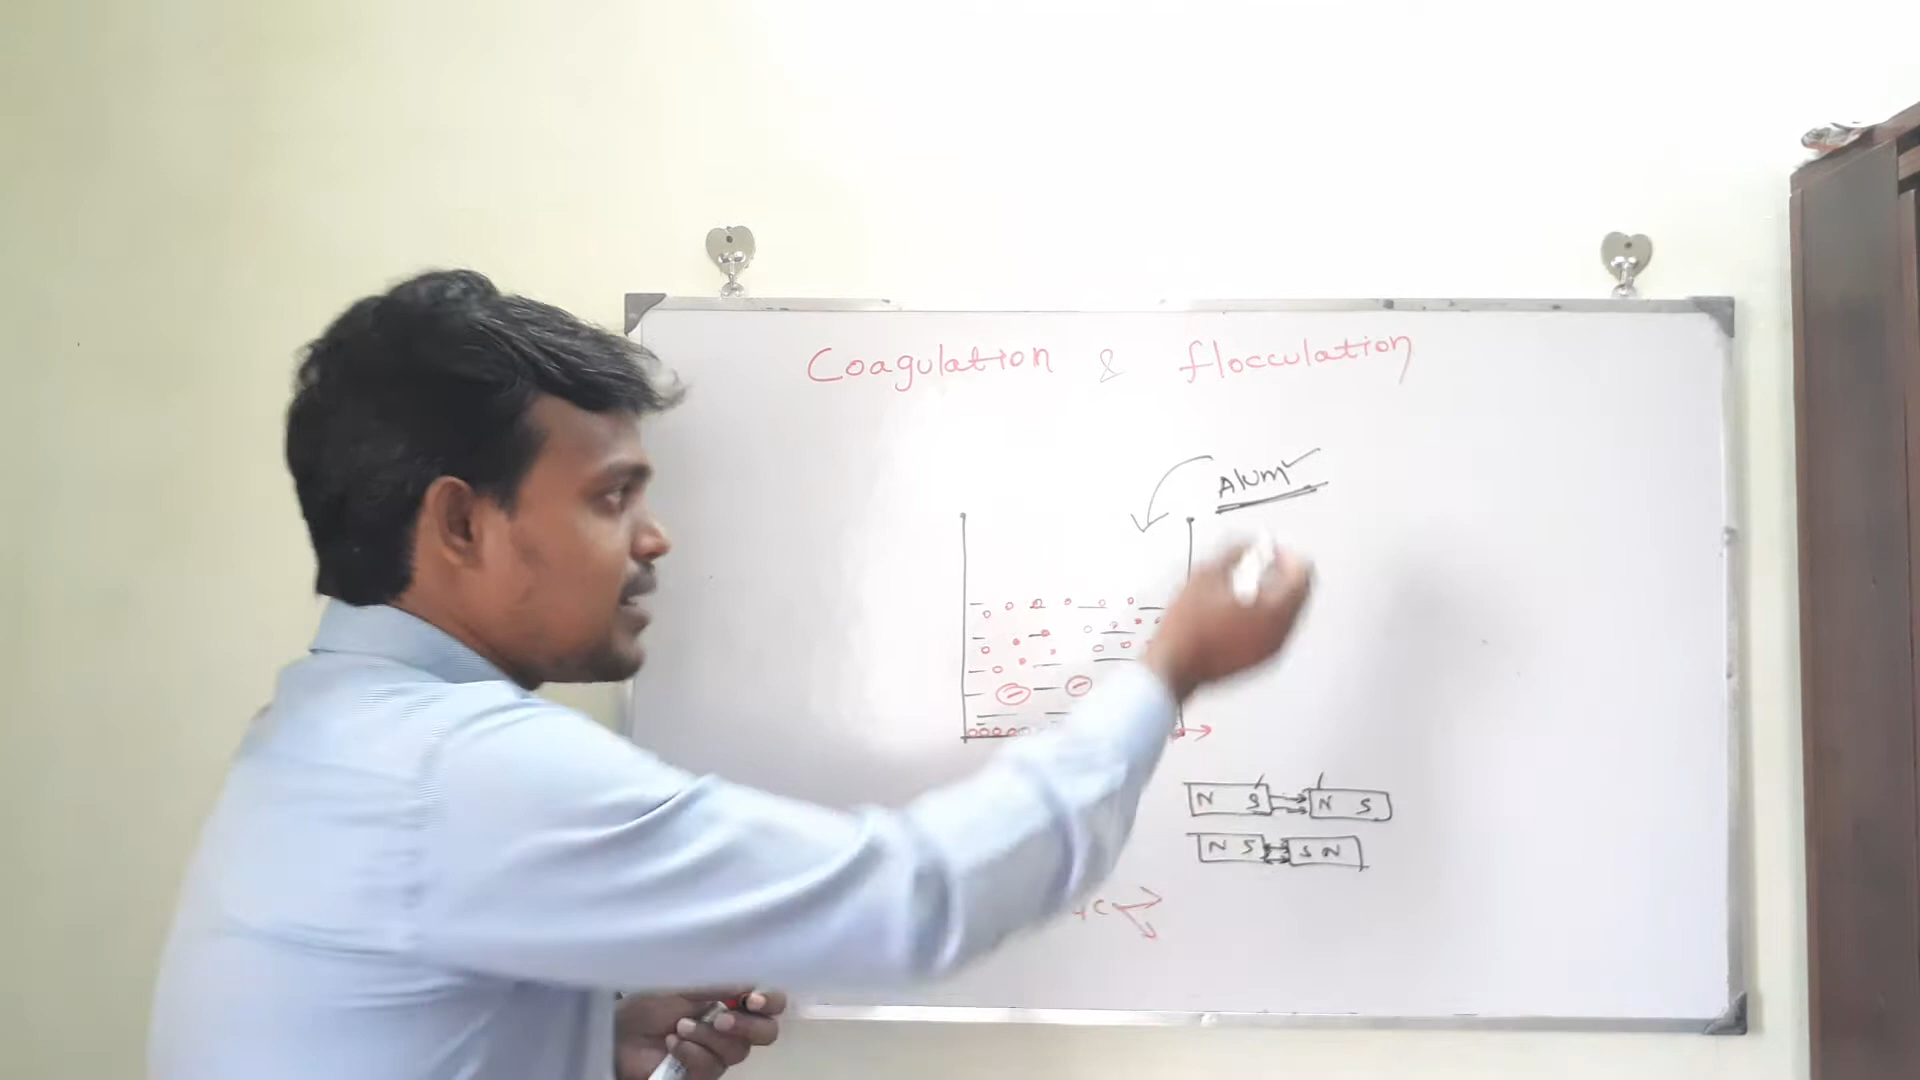 Coagulation & flocculation
Alum
N S N S
N S S N